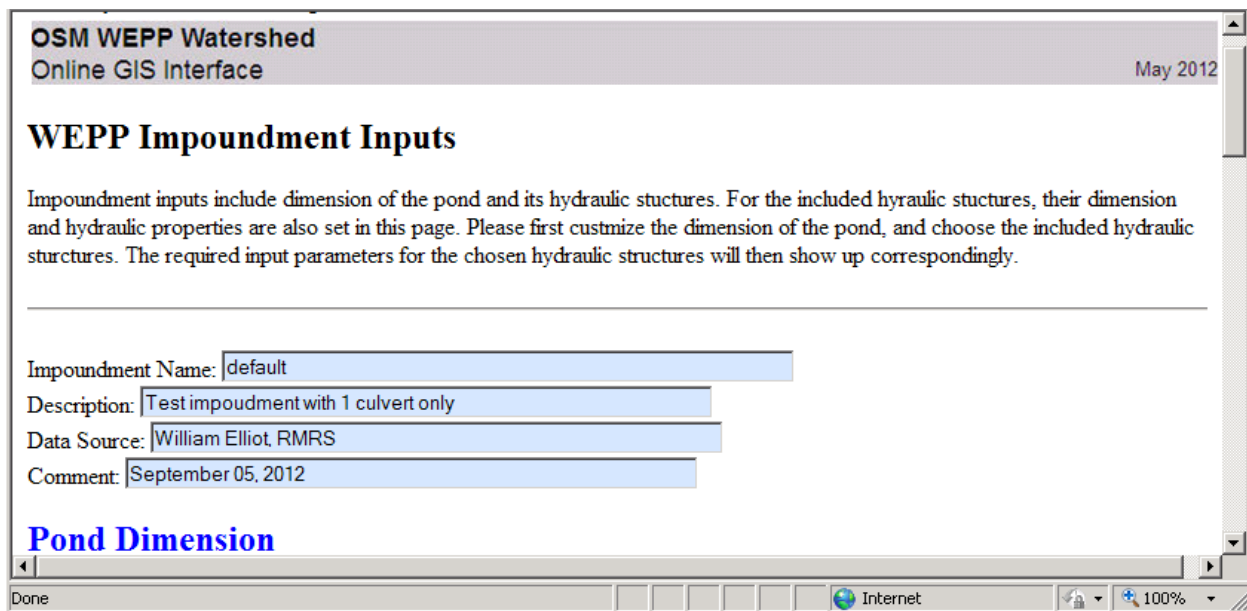 OSM WEPP Watershed
Online GIS Interface
May 2012
WEPP Impoundment Inputs
Impoundment inputs include dimension of the pond and its hydraulic stuctures. For the included hyraulic stuctures, their dimension
and hydraulic properties are also set in this page. Please first custmize the dimension of the pond, and choose the included hydraulic
sturctures. The required input parameters for the chosen hydraulic structures will then show up correspondingly.
Impoundment Name: default
Description: Test impoudment with 1 culvert only
Data Source: William Elliot, RMRS
Comment: September 05, 2012
Pond Dimension
Done Internet 100%